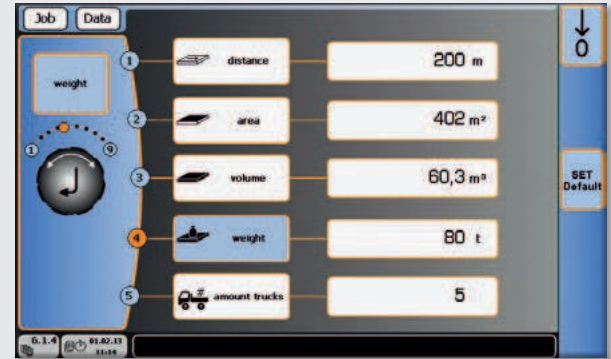 Job Data
0
weight
1 9
1 distance 200 m
2 area 402 m²
3 volume 60,3 m³
SET
Default
4 weight 80 t
5 # amount trucks 5
6.1.4 01.02.13
11:14